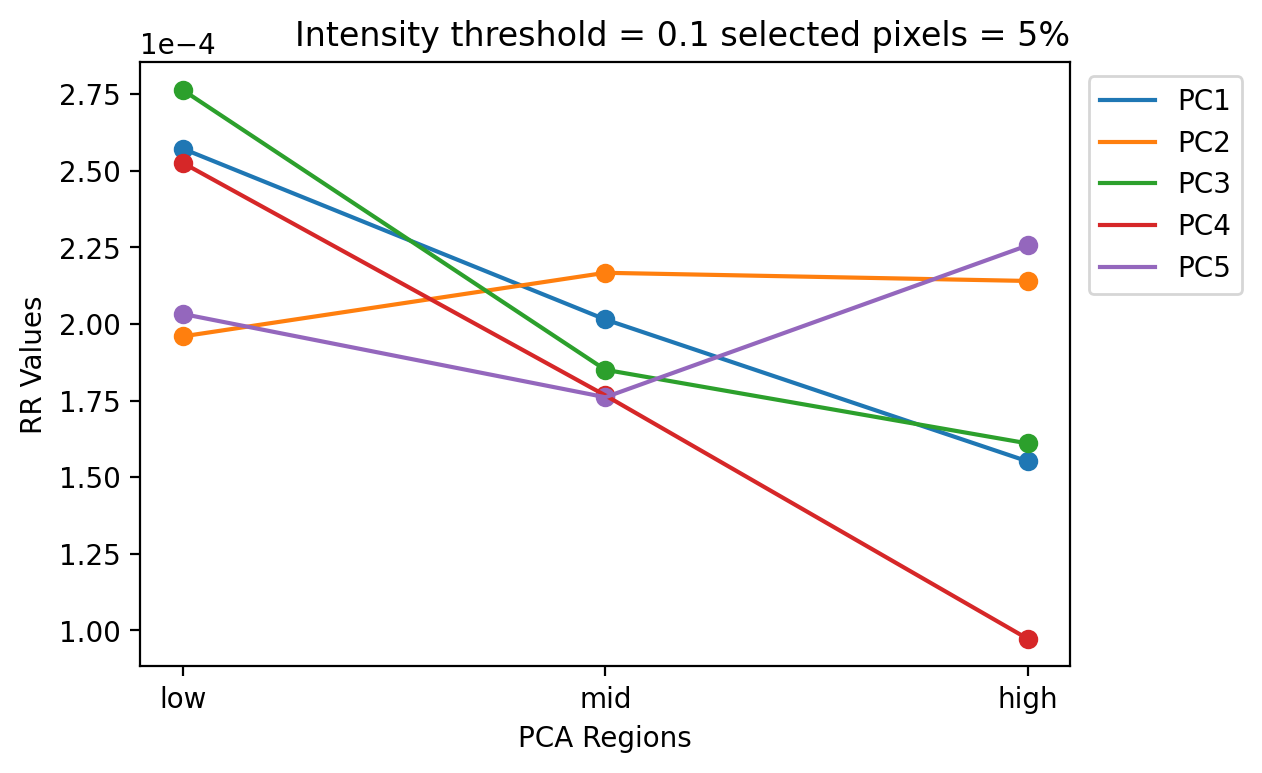 Intensity threshold = 0.1 selected pixels = 5%
1e−4
2.75
2.50
2.25
2.00
1.75
1.50
1.25
1.00
RR Values
low
mid
high
PCA Regions
PC1
PC2
PC3
PC4
PC5